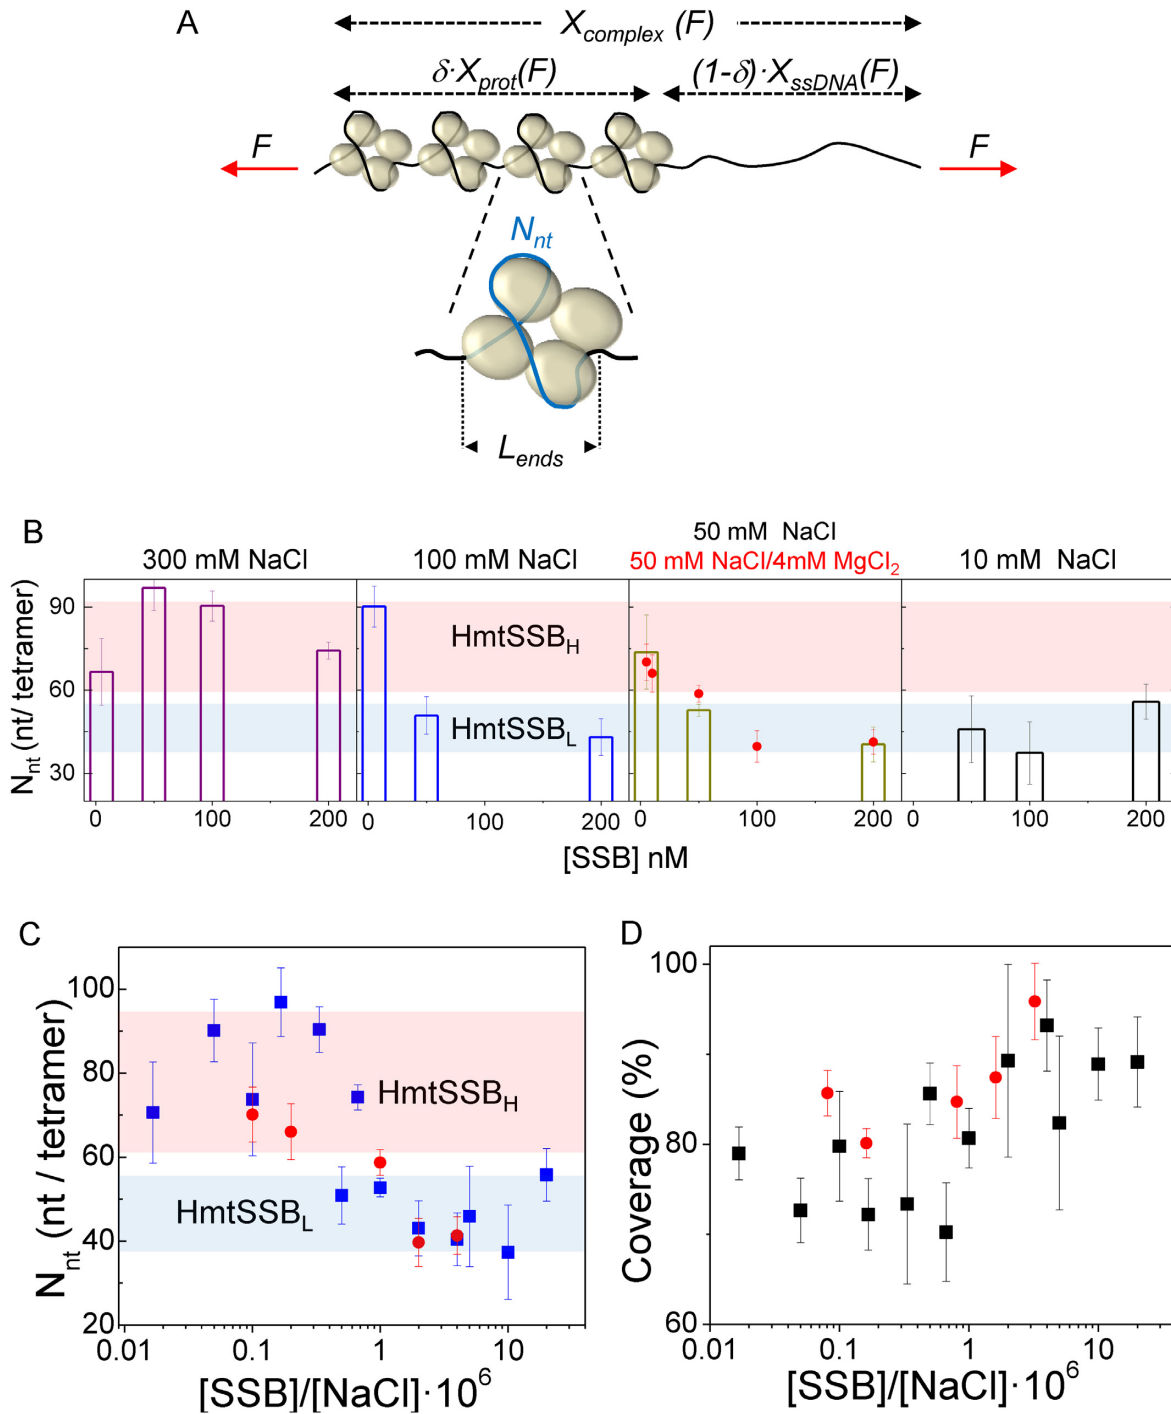 A
X_complex (F)
δ·X_prot(F)
(1-δ)·X_ssDNA(F)
F
F
N_nt
L_ends
B
50 mM NaCl
300 mM NaCl
100 mM NaCl
50 mM NaCl/4mM MgCl₂
10 mM NaCl
N_nt (nt/ tetramer)
90
60
30
HmtSSB_H
HmtSSB_L
0
100
200
0
100
200
0
100
200
0
100
200
[SSB] nM
C
N_nt (nt / tetramer)
100
80
60
40
20
HmtSSB_H
HmtSSB_L
0.01
0.1
1
10
[SSB]/[NaCl]·10⁶
D
Coverage (%)
100
80
60
0.01
0.1
1
10
[SSB]/[NaCl]·10⁶